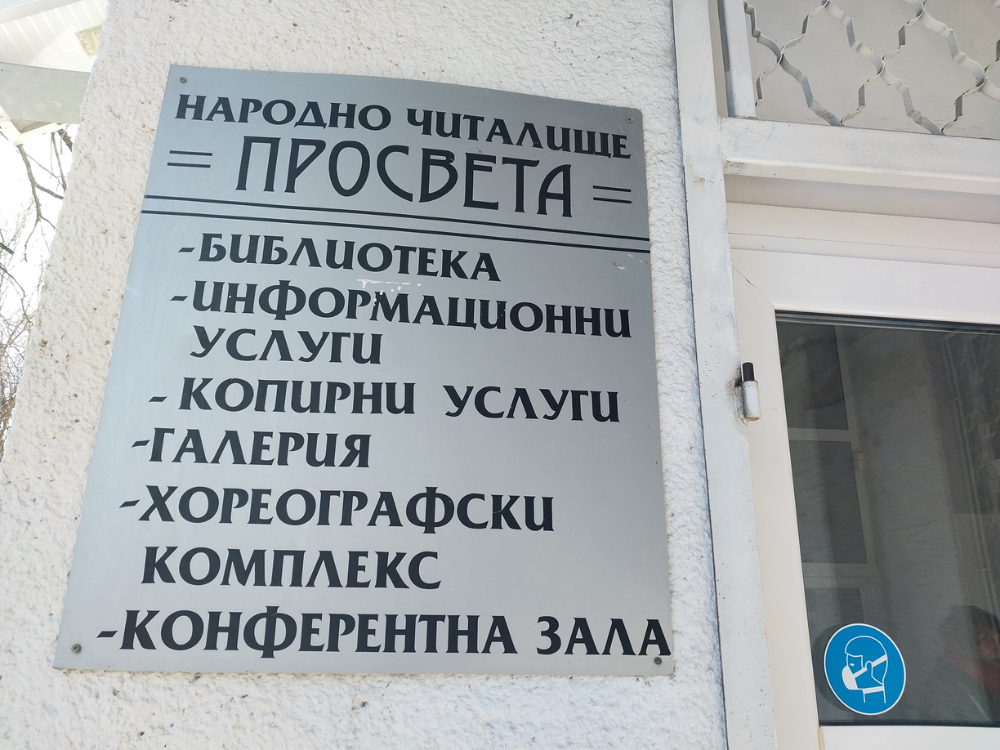 НАРОДНО ЧИТАЛИЩЕ
= ПРОСВЕТА =
-БИБЛИОТЕКА
-ИНФОРМАЦИОННИ
УСЛУГИ
- КОПИРНИ УСЛУГИ
-ГАЛЕРИЯ
-ХОРЕОГРАФСКИ
КОМПЛЕКС
-КОНФЕРЕНТНА ЗАЛА